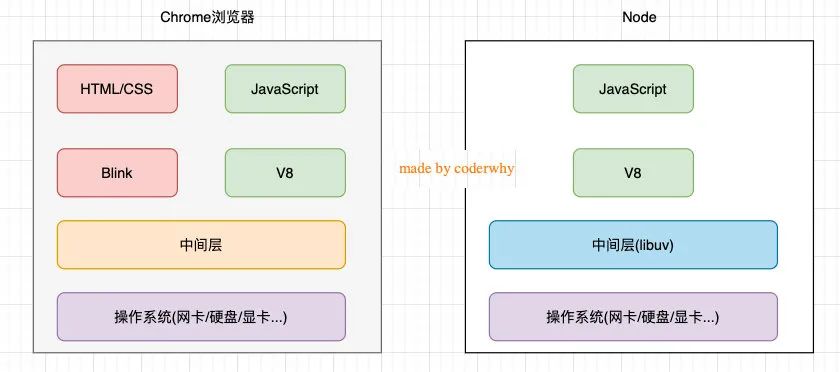 Chrome浏览器
HTML/CSS
JavaScript
Blink
V8
中间层
操作系统(网卡/硬盘/显卡...)
made by coderwhy
Node
JavaScript
V8
中间层(libuv)
操作系统(网卡/硬盘/显卡...)